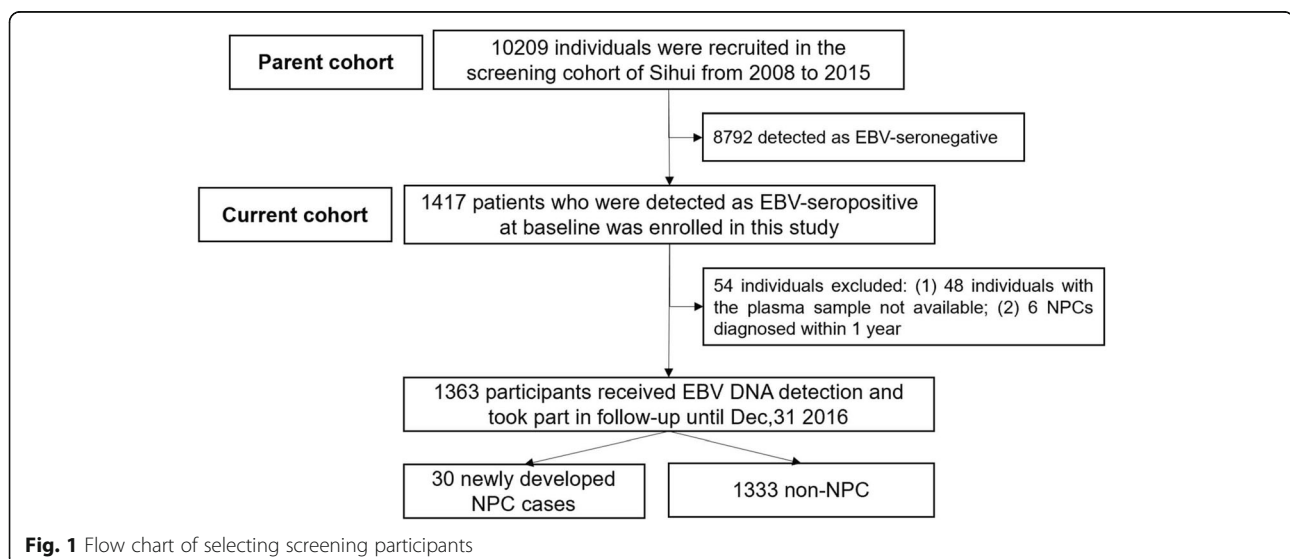 Parent cohort
10209 individuals were recruited in the
screening cohort of Sihui from 2008 to 2015
8792 detected as EBV-seronegative
Current cohort
1417 patients who were detected as EBV-seropositive
at baseline was enrolled in this study
54 individuals excluded: (1) 48 individuals with
the plasma sample not available; (2) 6 NPCs
diagnosed within 1 year
1363 participants received EBV DNA detection and
took part in follow-up until Dec,31 2016
30 newly developed
NPC cases
1333 non-NPC
Fig. 1 Flow chart of selecting screening participants